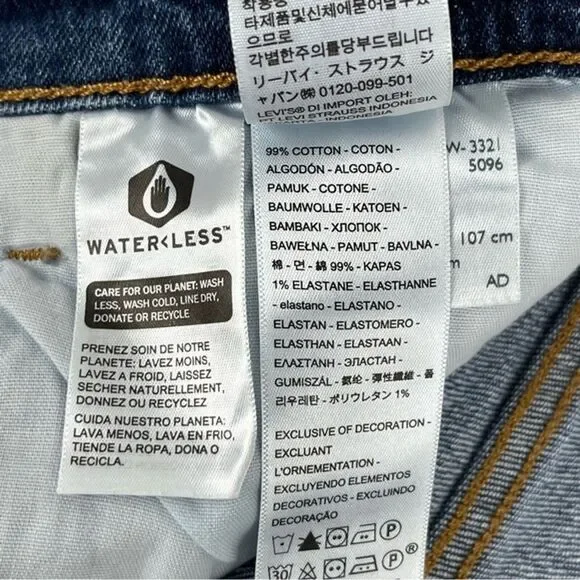 타제품및신체에묻어날수있
으므로
각별한주의를당부드립니다
リーバイ・ストラウス ジ
ャパン㈱ 0120-099-501
LEVI'S® DI IMPORT OLEH:
PT LEVI STRAUSS INDONESIA
WATER<LESS™
CARE FOR OUR PLANET: WASH
LESS, WASH COLD, LINE DRY,
DONATE OR RECYCLE
PRENEZ SOIN DE NOTRE
PLANETE: LAVEZ MOINS,
LAVEZ A FROID, LAISSEZ
SECHER NATURELLEMENT,
DONNEZ OU RECYCLEZ
CUIDA NUESTRO PLANETA:
LAVA MENOS, LAVA EN FRIO,
TIENDE LA ROPA, DONA O
RECICLA.
99% COTTON - COTON -
ALGODÓN - ALGODÃO -
PAMUK - COTONE -
BAUMWOLLE - KATOEN -
BAMBAKI - ХЛОПОК -
BAWEŁNA - PAMUT - BAVLNA -
棉 - 면 - 綿 99% - KAPAS
1% ELASTANE - ELASTHANNE
- elastano - ELASTANO -
ELASTAN - ELASTOMERO -
ELASTHAN - ELASTAAN -
ΕΛΑΣΤΑΝΗ - ЭЛАСТАН -
GUMISZÁL - 氨纶 - 彈性纖維 - 폴
리우레탄 - ポリウレタン 1%
EXCLUSIVE OF DECORATION -
EXCLUANT
L'ORNEMENTATION -
EXCLUYENDO ELEMENTOS
DECORATIVOS - EXCLUINDO
DECORAÇÃO
P P®
30
W- 3321
5096
107 cm
AD